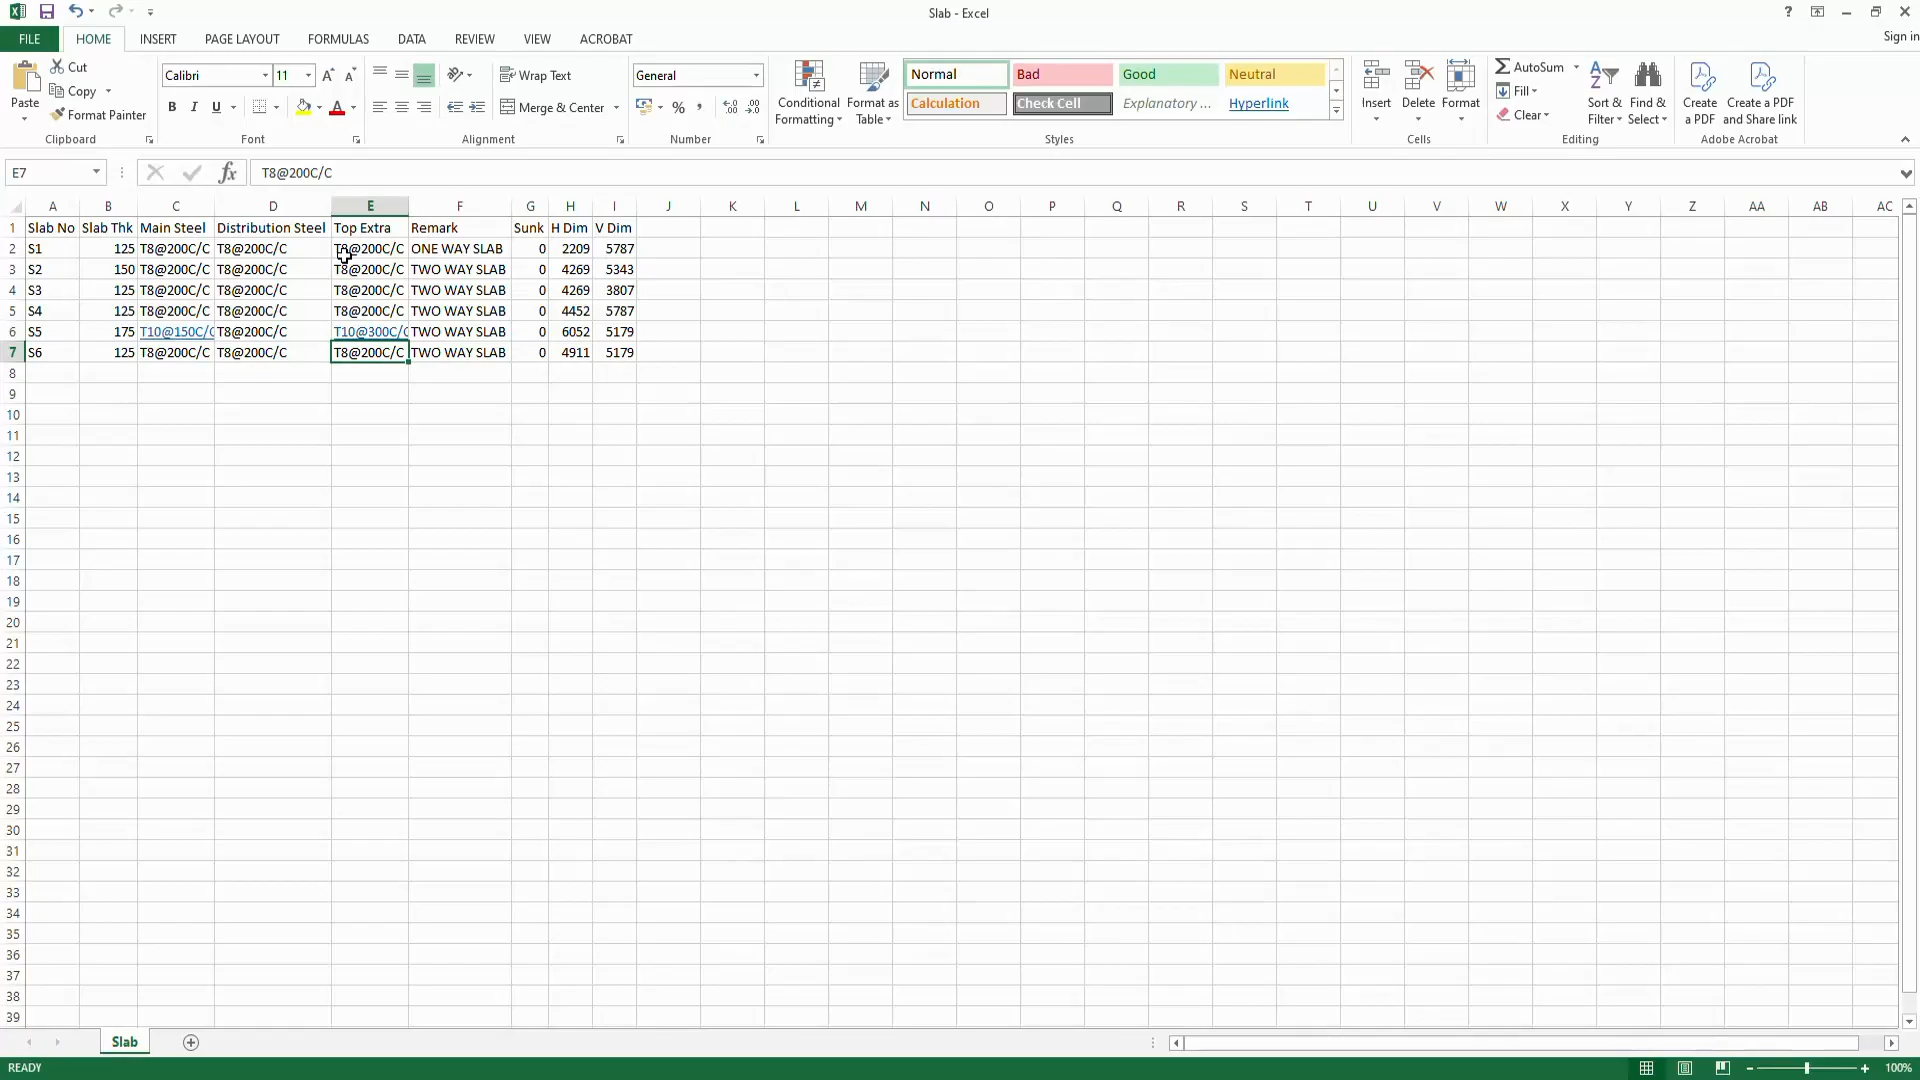 Slab - Excel
Sign in
FILE HOME INSERT PAGE LAYOUT FORMULAS DATA REVIEW VIEW ACROBAT
Paste
Cut
Copy
Format Painter
Clipboard
Calibri 11
B I U
Font
Wrap Text
Merge & Center
Alignment
General
%
Number
Conditional Formatting
Format as Table
Normal Bad Good Neutral
Calculation Check Cell Explanatory ... Hyperlink
Styles
Insert Delete Format
Cells
AutoSum
Fill
Clear
Sort & Filter
Find & Select
Editing
Create a PDF
Create a PDF and Share link
Adobe Acrobat
E7 fx T8@200C/C
A B C D E F G H I J K L M N O P Q R S T U V W X Y Z AA AB AC
1 Slab No Slab Thk Main Steel Distribution Steel Top Extra Remark Sunk H Dim V Dim
2 S1 125 T8@200C/C T8@200C/C T8@200C/C ONE WAY SLAB 0 2209 5787
3 S2 150 T8@200C/C T8@200C/C T8@200C/C TWO WAY SLAB 0 4269 5343
4 S3 125 T8@200C/C T8@200C/C T8@200C/C TWO WAY SLAB 0 4269 3807
5 S4 125 T8@200C/C T8@200C/C T8@200C/C TWO WAY SLAB 0 4452 5787
6 S5 175 T10@150C/C T8@200C/C T10@300C/C TWO WAY SLAB 0 6052 5179
7 S6 125 T8@200C/C T8@200C/C T8@200C/C TWO WAY SLAB 0 4911 5179
8
9
10
11
12
13
14
15
16
17
18
19
20
21
22
23
24
25
26
27
28
29
30
31
32
33
34
35
36
37
38
39
Slab
READY
100%